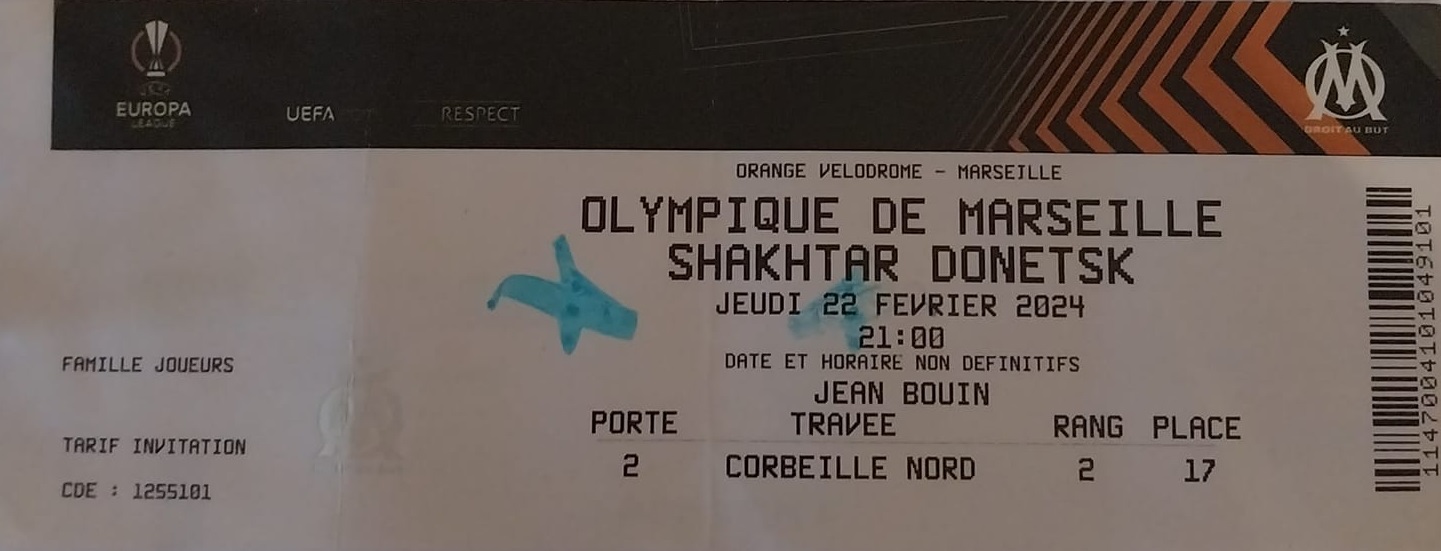 EUROPA
LEAGUE
UEFA
RESPECT
DROIT AU BUT
ORANGE VELODROME - MARSEILLE
OLYMPIQUE DE MARSEILLE
SHAKHTAR DONETSK
JEUDI 22 FEVRIER 2024
21:00
DATE ET HORAIRE NON DEFINITIFS
JEAN BOUIN
PORTE TRAVEE RANG PLACE
2 CORBEILLE NORD 2 17
FAMILLE JOUEURS
TARIF INVITATION
CDE : 1255101
1147004101049101